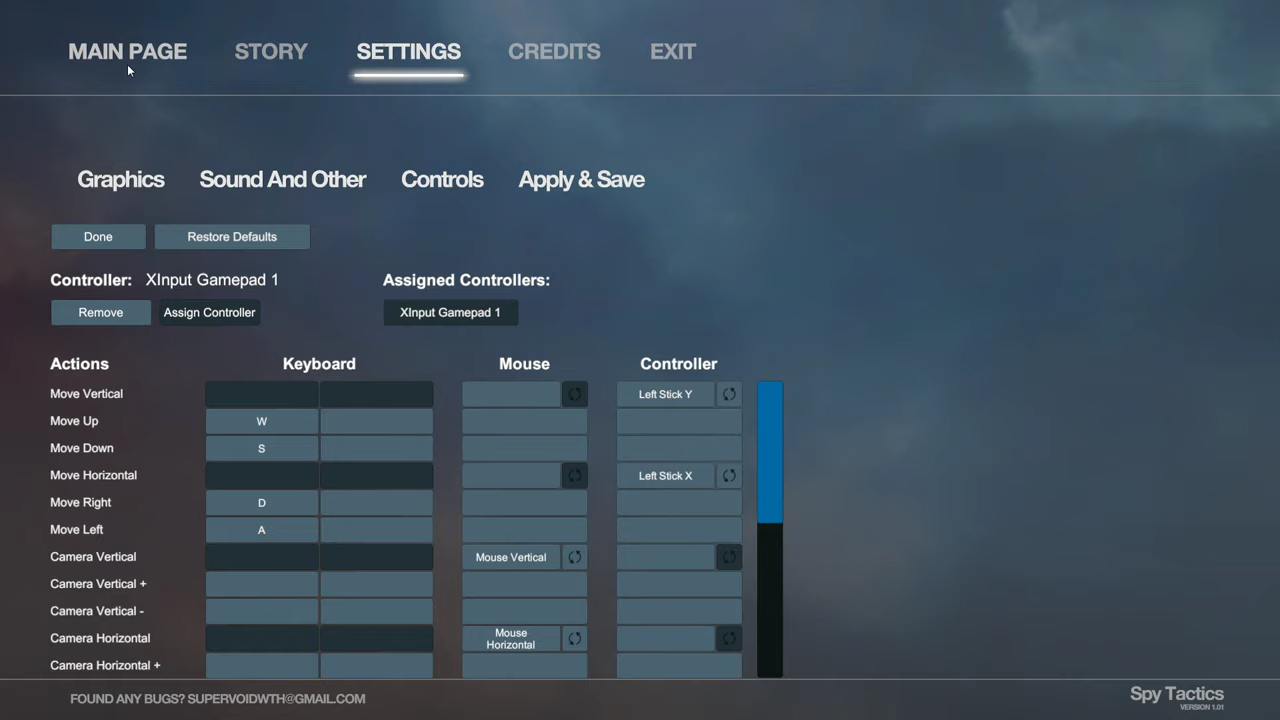 MAIN PAGE STORY SETTINGS CREDITS EXIT
Graphics Sound And Other Controls Apply & Save
Done Restore Defaults
Controller: XInput Gamepad 1 Assigned Controllers:
Remove Assign Controller XInput Gamepad 1
Actions Keyboard Mouse Controller
Move Vertical Left Stick Y
Move Up W
Move Down S
Move Horizontal Left Stick X
Move Right D
Move Left A
Camera Vertical Mouse Vertical
Camera Vertical +
Camera Vertical -
Camera Horizontal Mouse
Horizontal
Camera Horizontal +
FOUND ANY BUGS? SUPERVOIDWTH@GMAIL.COM Spy Tactics
VERSION 1.01